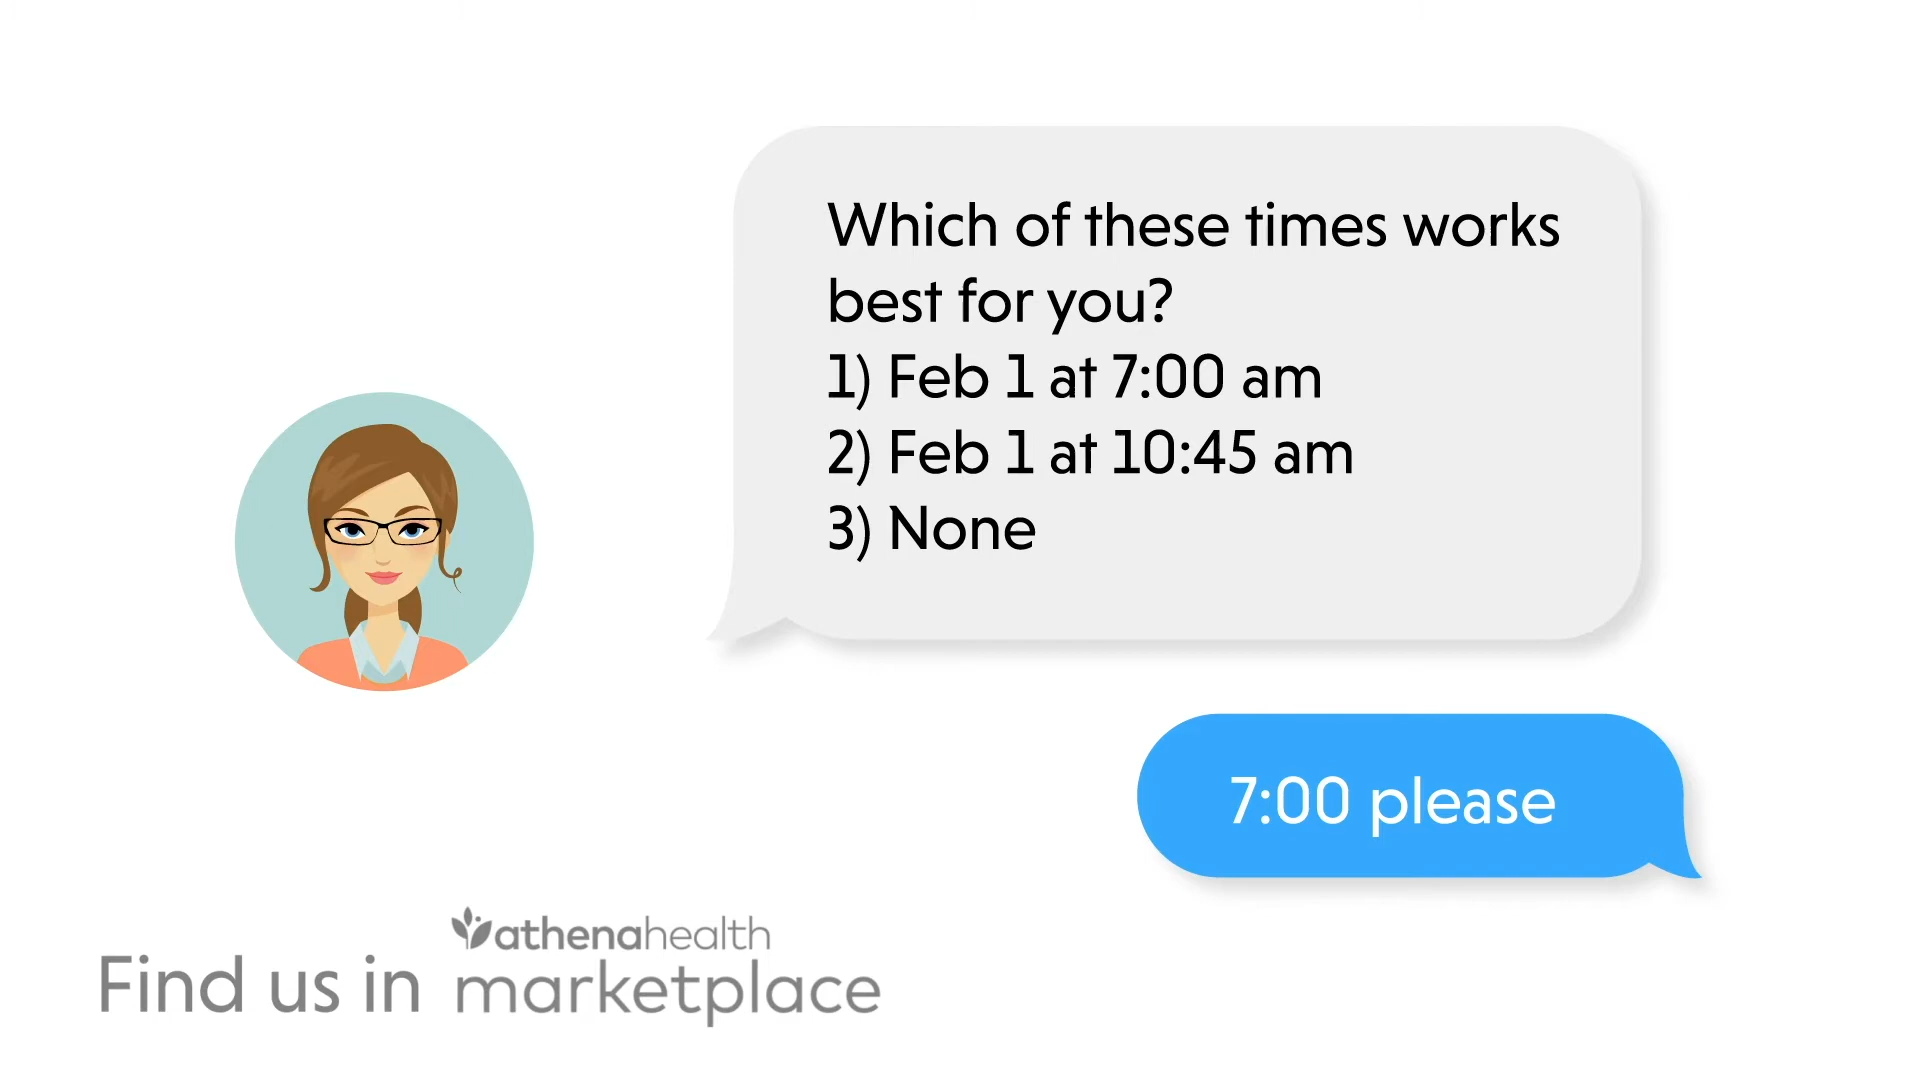 Which of these times works
best for you?
1) Feb 1 at 7:00 am
2) Feb 1 at 10:45 am
3) None
7:00 please
athenahealth
Find us in marketplace